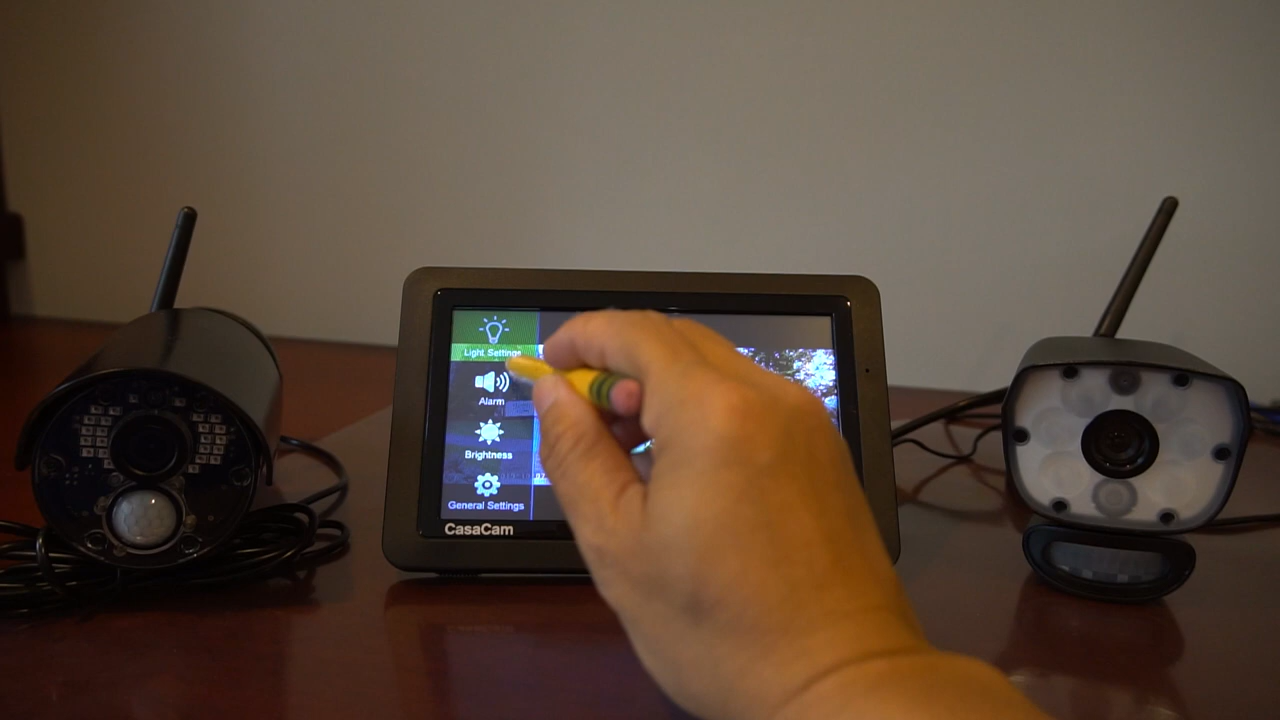 Light Settings
Alarm
Brightness
General Settings
CasaCam